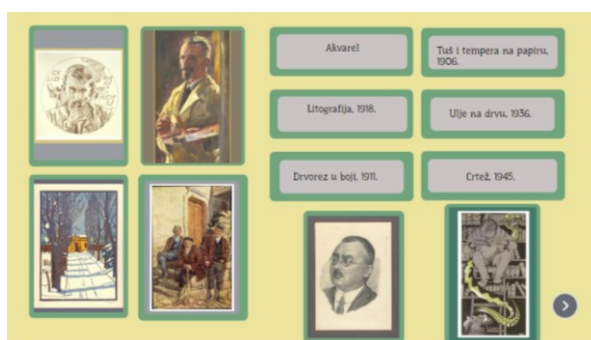 Akvarel
Tuš i tempera na papiru,
1906.
Litografija, 1918.
Ulje na drvu, 1936.
Drvorez u boji, 1911.
Crtež, 1945.